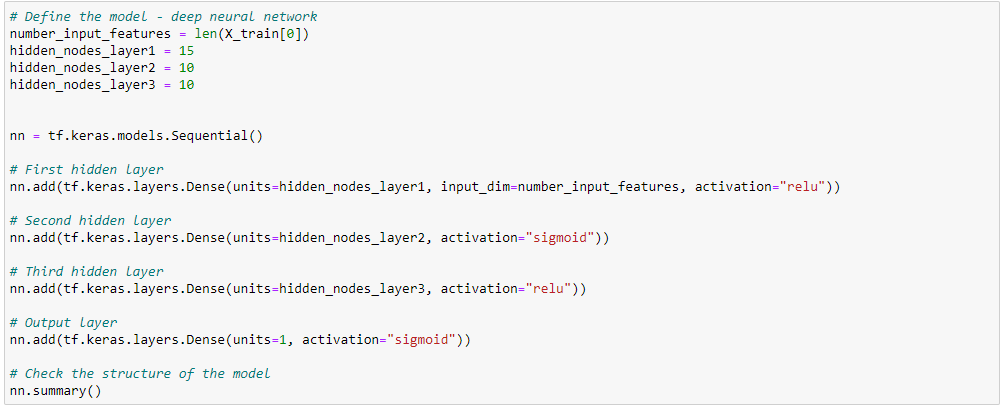 # Define the model - deep neural network
number_input_features = len(X_train[0])
hidden_nodes_layer1 = 15
hidden_nodes_layer2 = 10
hidden_nodes_layer3 = 10
nn = tf.keras.models.Sequential()
# First hidden layer
nn.add(tf.keras.layers.Dense(units=hidden_nodes_layer1, input_dim=number_input_features, activation="relu"))
# Second hidden layer
nn.add(tf.keras.layers.Dense(units=hidden_nodes_layer2, activation="sigmoid"))
# Third hidden layer
nn.add(tf.keras.layers.Dense(units=hidden_nodes_layer3, activation="relu"))
# Output layer
nn.add(tf.keras.layers.Dense(units=1, activation="sigmoid"))
# Check the structure of the model
nn.summary()